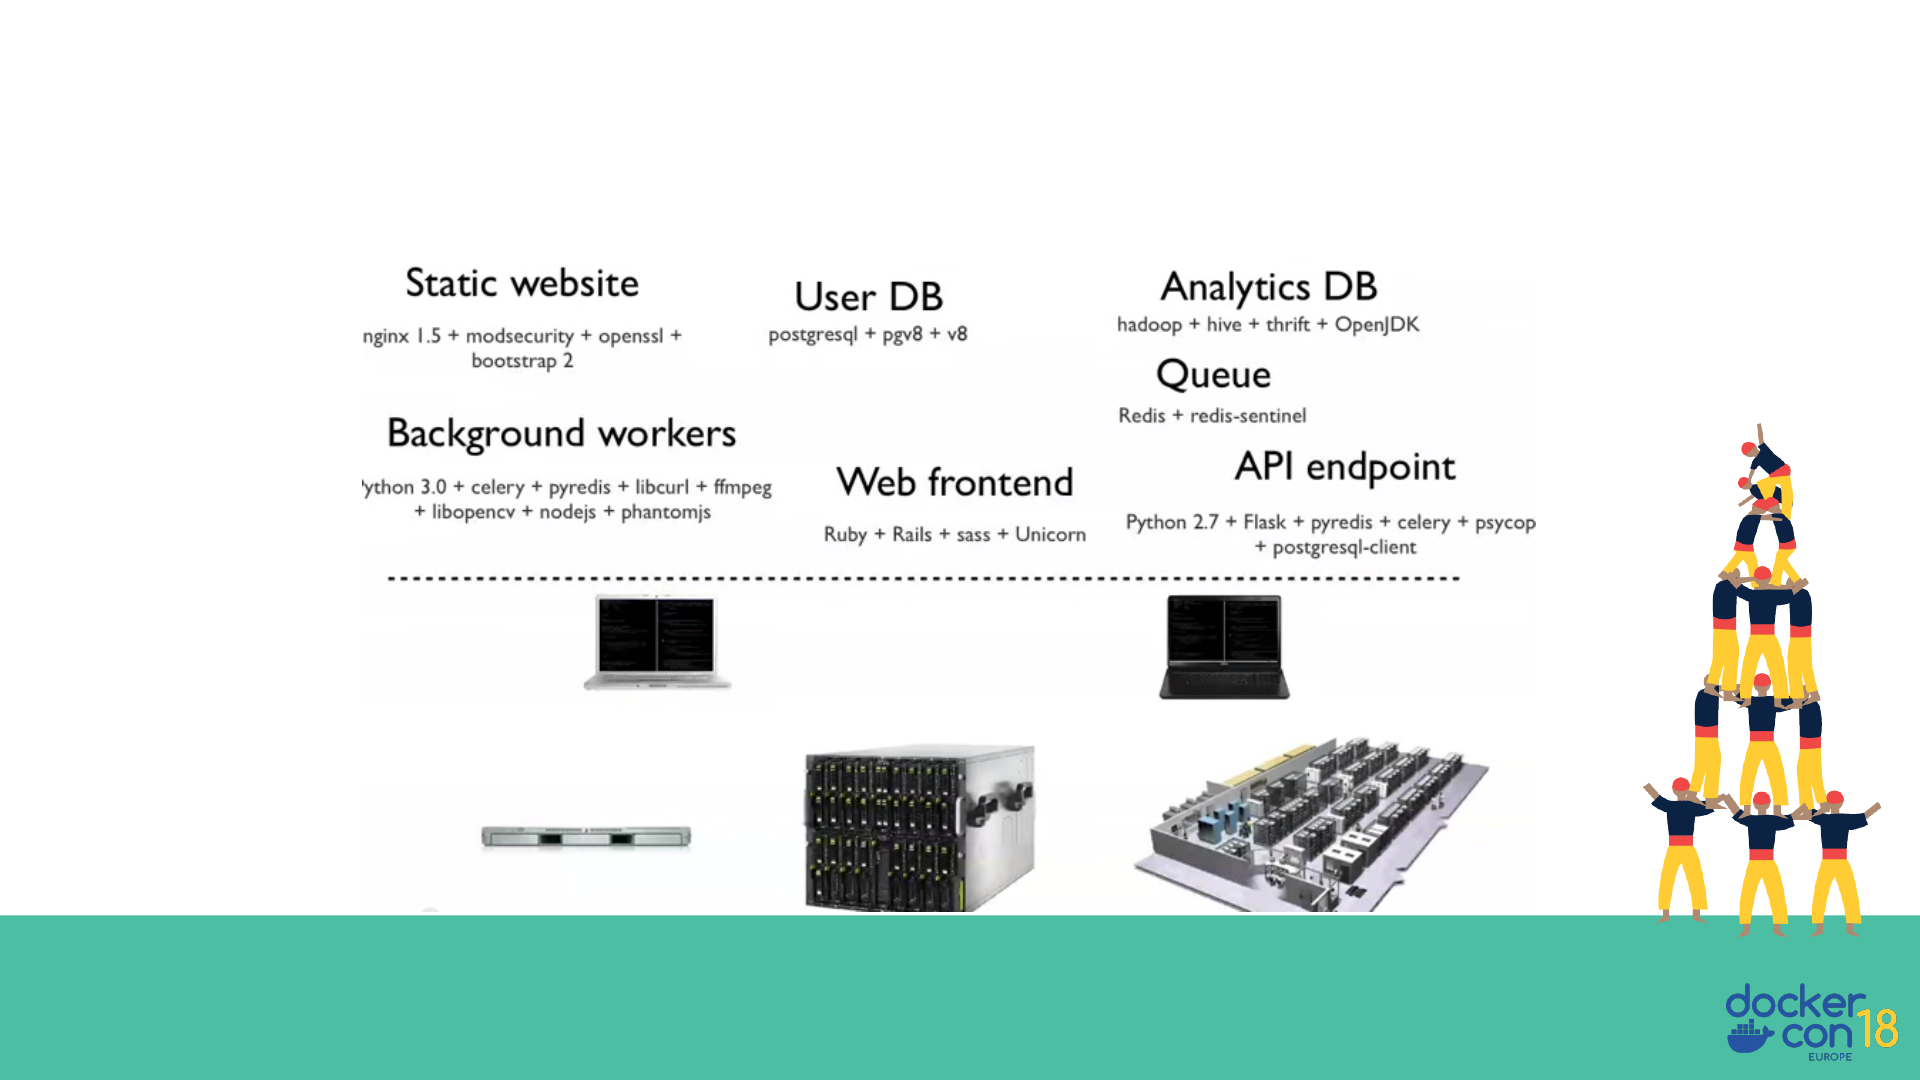 Static website
nginx 1.5 + modsecurity + openssl +
bootstrap 2
User DB
postgresql + pgv8 + v8
Analytics DB
hadoop + hive + thrift + OpenJDK
Queue
Redis + redis-sentinel
Background workers
ython 3.0 + celery + pyredis + libcurl + ffmpeg
+ libopencv + nodejs + phantomjs
Web frontend
Ruby + Rails + sass + Unicorn
API endpoint
Python 2.7 + Flask + pyredis + celery + psycop
+ postgresql-client
docker
con 18
EUROPE